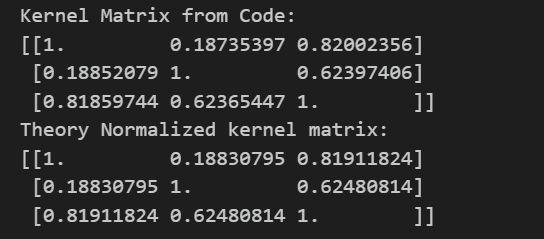 Kernel Matrix from Code:
[[1.         0.18735397 0.82002356]
 [0.18852079 1.         0.62397406]
 [0.81859744 0.62365447 1.        ]]
Theory Normalized kernel matrix:
[[1.         0.18830795 0.81911824]
 [0.18830795 1.         0.62480814]
 [0.81911824 0.62480814 1.        ]]